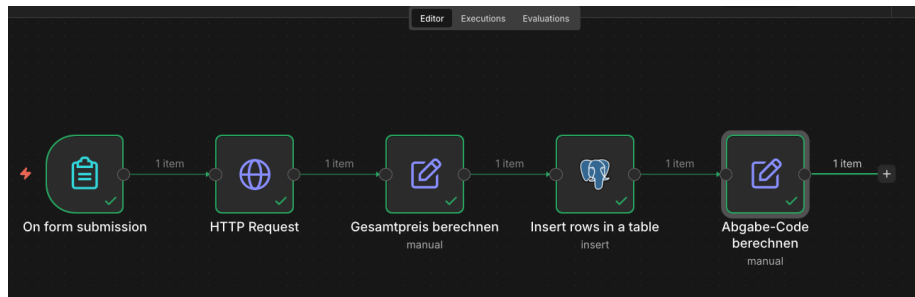 Editor Executions Evaluations
1 item 1 item 1 item 1 item 1 item
On form submission HTTP Request Gesamtpreis berechnen Insert rows in a table Abgabe-Code
berechnen
manual insert
manual